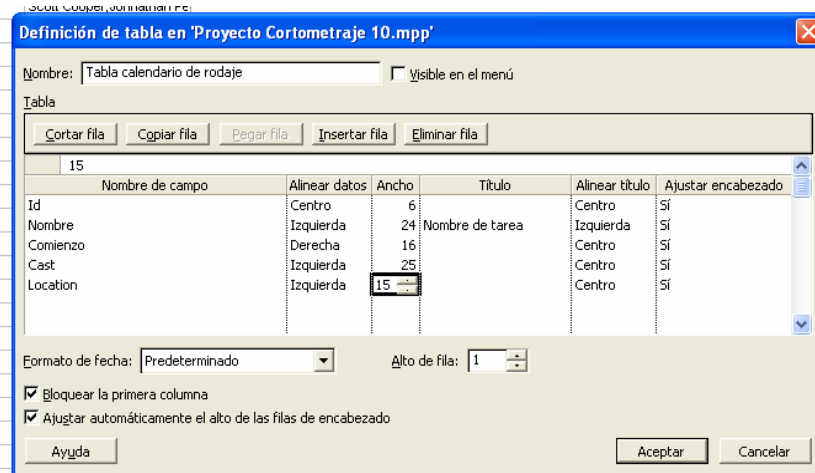 Scott Cooper,Johnathan Pe
Definición de tabla en 'Proyecto Cortometraje 10.mpp'
Nombre: Tabla calendario de rodaje Visible en el menú
Tabla
Cortar fila Copiar fila Pegar fila Insertar fila Eliminar fila
15
Nombre de campo Alinear datos Ancho Título Alinear título Ajustar encabezado
Id Centro 6 Centro Sí
Nombre Izquierda 24 Nombre de tarea Izquierda Sí
Comienzo Derecha 16 Centro Sí
Cast Izquierda 25 Centro Sí
Location Izquierda 15 Centro Sí
Formato de fecha: Predeterminado Alto de fila: 1
Bloquear la primera columna
Ajustar automáticamente el alto de las filas de encabezado
Ayuda Aceptar Cancelar